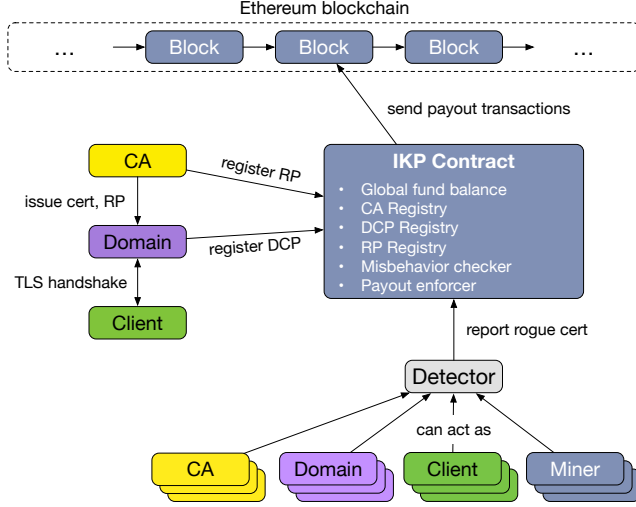 Ethereum blockchain
... Block Block Block ...
send payout transactions
CA
register RP
IKP Contract
• Global fund balance
• CA Registry
• DCP Registry
• RP Registry
• Misbehavior checker
• Payout enforcer
issue cert, RP
Domain
register DCP
TLS handshake
Client
report rogue cert
Detector
can act as
CA Domain Client Miner